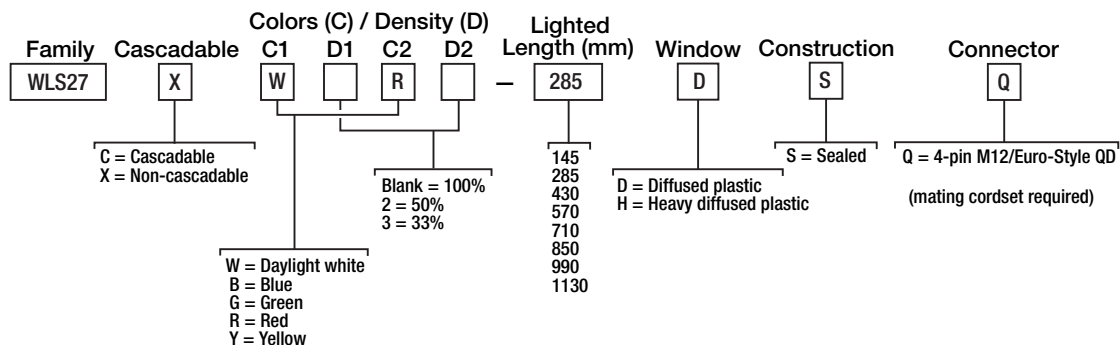 Colors (C) / Density (D)
Lighted
Family Cascadable C1 D1 C2 D2 Length (mm) Window Construction Connector
WLS27 X W R – 285 D S Q
C = Cascadable
X = Non-cascadable
Blank = 100%
2 = 50%
3 = 33%
W = Daylight white
B = Blue
G = Green
R = Red
Y = Yellow
145
285
430
570
710
850
990
1130
D = Diffused plastic
H = Heavy diffused plastic
S = Sealed
Q = 4-pin M12/Euro-Style QD
(mating cordset required)